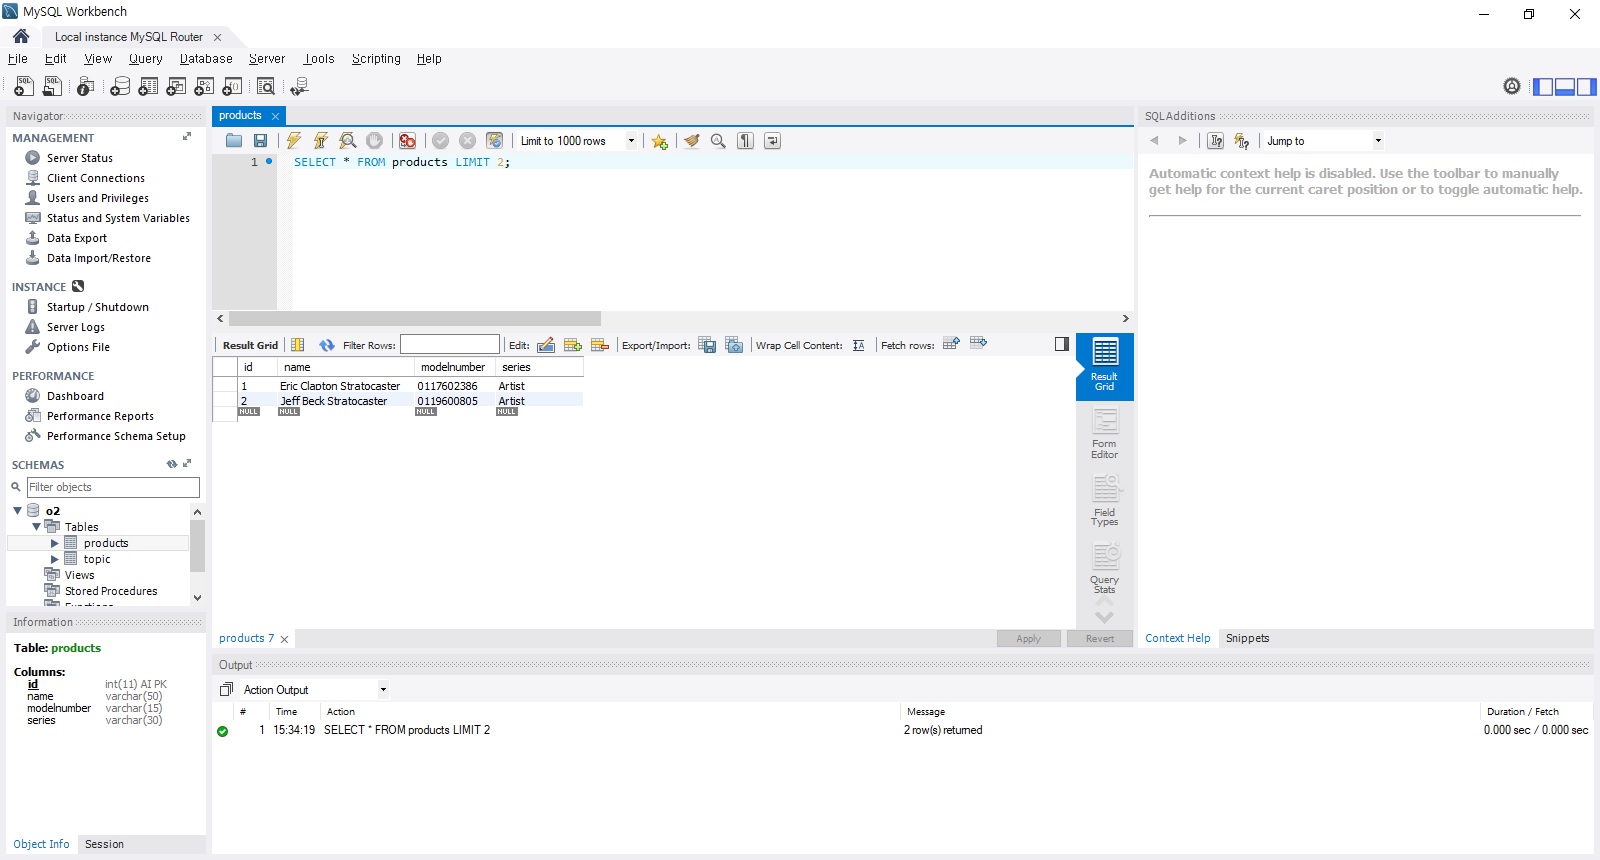 MySQL Workbench
Local instance MySQL Router
File Edit View Query Database Server Tools Scripting Help
Navigator
MANAGEMENT
Server Status
Client Connections
Users and Privileges
Status and System Variables
Data Export
Data Import/Restore
INSTANCE
Startup / Shutdown
Server Logs
Options File
PERFORMANCE
Dashboard
Performance Reports
Performance Schema Setup
SCHEMAS
Filter objects
o2
Tables
products
topic
Views
Stored Procedures
Functions
Information
Table: products
Columns:
id int(11) AI PK
name varchar(50)
modelnumber varchar(15)
series varchar(30)
Object Info Session
products
Limit to 1000 rows
1 SELECT * FROM products LIMIT 2;
Result Grid Filter Rows: Edit: Export/Import: Wrap Cell Content: Fetch rows:
id name modelnumber series
1 Eric Clapton Stratocaster 0117602386 Artist
2 Jeff Beck Stratocaster 0119600805 Artist
NULL NULL NULL NULL
Result
Grid
Form
Editor
Field
Types
Query
Stats
products 7
Apply Revert
SQLAdditions
Jump to
Automatic context help is disabled. Use the toolbar to manually
get help for the current caret position or to toggle automatic help.
Context Help Snippets
Output
Action Output
# Time Action Message Duration / Fetch
1 15:34:19 SELECT * FROM products LIMIT 2 2 row(s) returned 0.000 sec / 0.000 sec